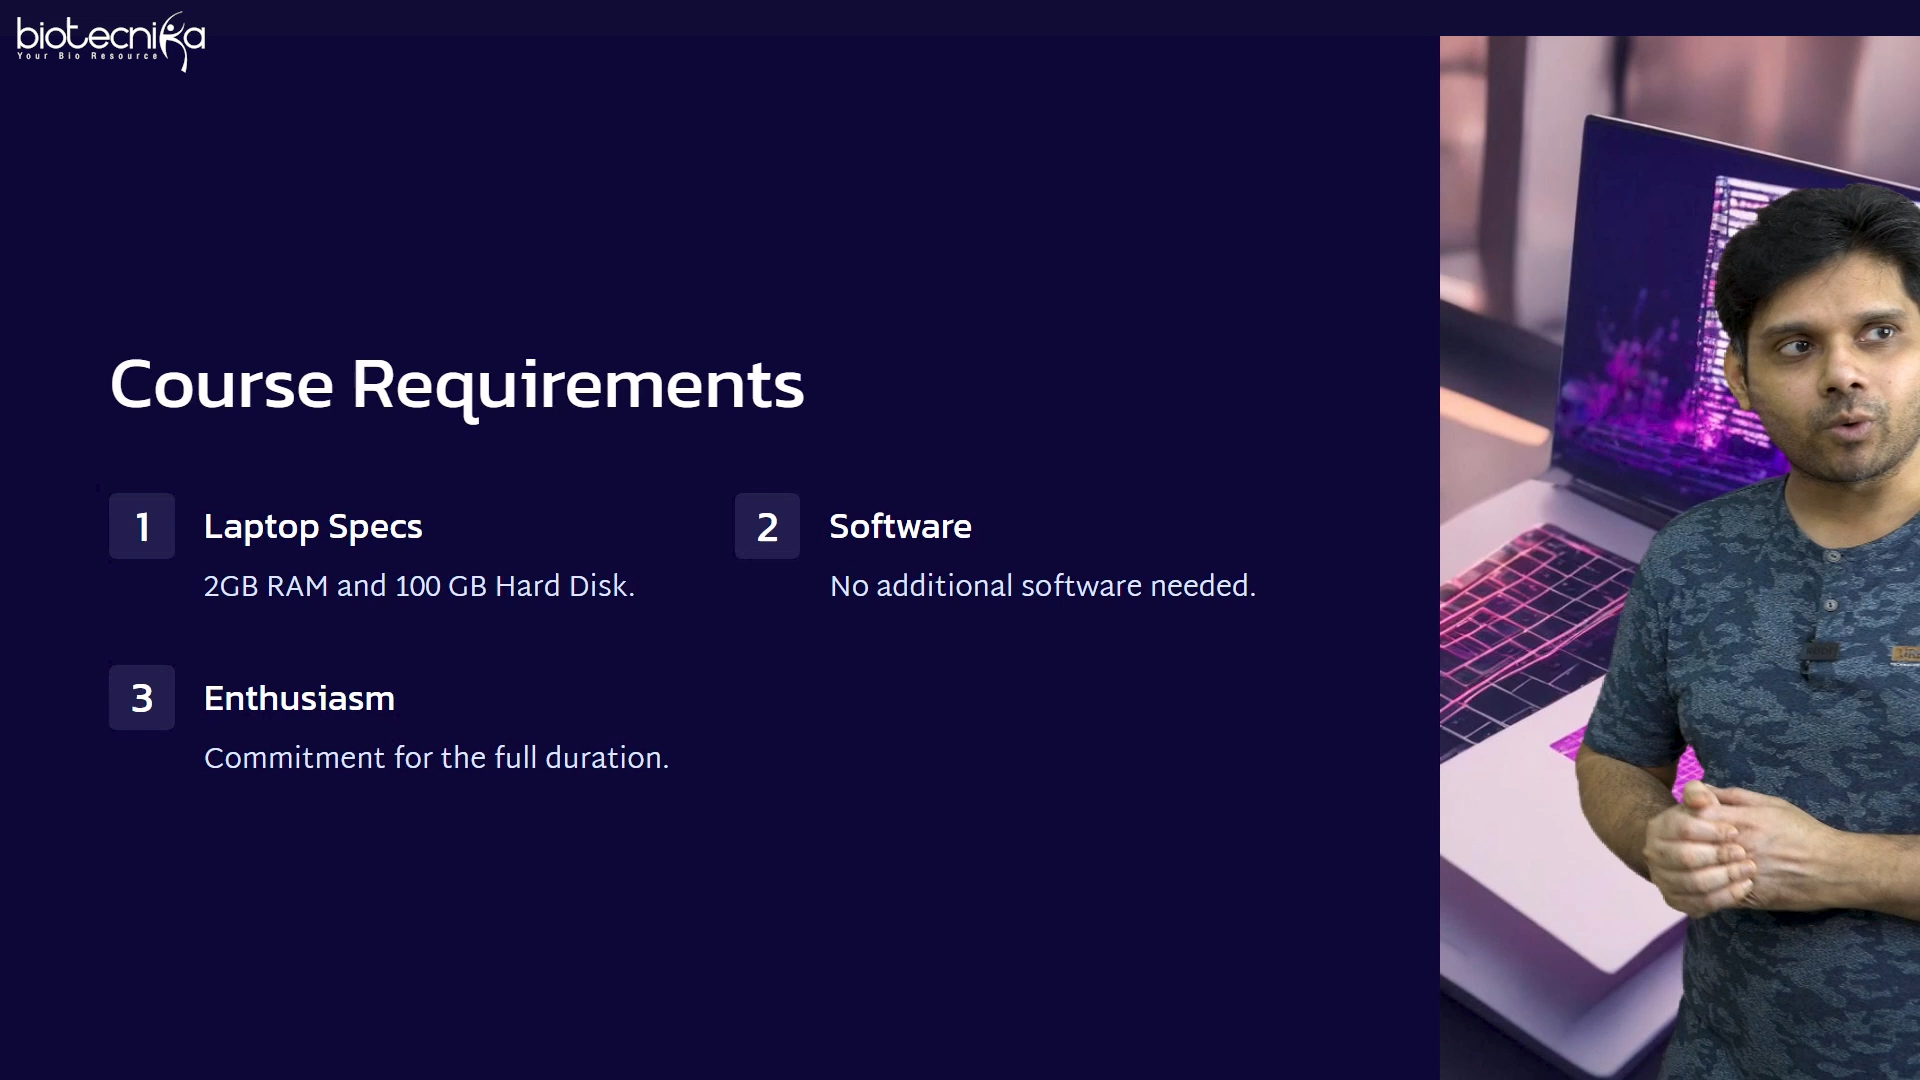 biotecnika
Your Bio Resource
Course Requirements
1
Laptop Specs
2GB RAM and 100 GB Hard Disk.
2
Software
No additional software needed.
3
Enthusiasm
Commitment for the full duration.